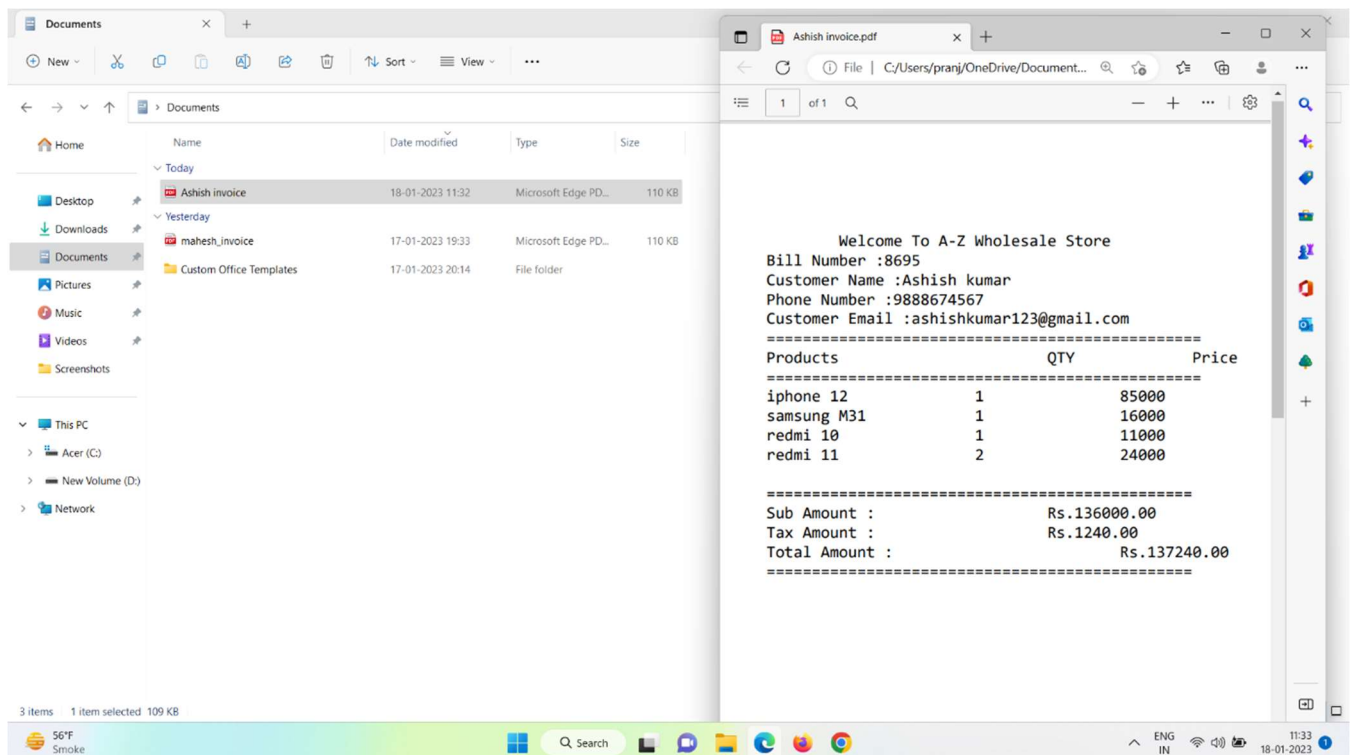 Documents
New
Sort
View
Documents
Home
Desktop
Downloads
Documents
Pictures
Music
Videos
Screenshots
This PC
Acer (C:)
New Volume (D:)
Network
Name Date modified Type Size
Today
Ashish invoice 18-01-2023 11:32 Microsoft Edge PD... 110 KB
Yesterday
mahesh_invoice 17-01-2023 19:33 Microsoft Edge PD... 110 KB
Custom Office Templates 17-01-2023 20:14 File folder
3 items 1 item selected 109 KB
Ashish invoice.pdf
File | C:/Users/pranj/OneDrive/Document...
1 of 1
Welcome To A-Z Wholesale Store
Bill Number :8695
Customer Name :Ashish kumar
Phone Number :9888674567
Customer Email :ashishkumar123@gmail.com
===============================================
Products QTY Price
===============================================
iphone 12 1 85000
samsung M31 1 16000
redmi 10 1 11000
redmi 11 2 24000
==============================================
Sub Amount : Rs.136000.00
Tax Amount : Rs.1240.00
Total Amount : Rs.137240.00
==============================================
56°F
Smoke
Search
ENG
IN
11:33
18-01-2023
1